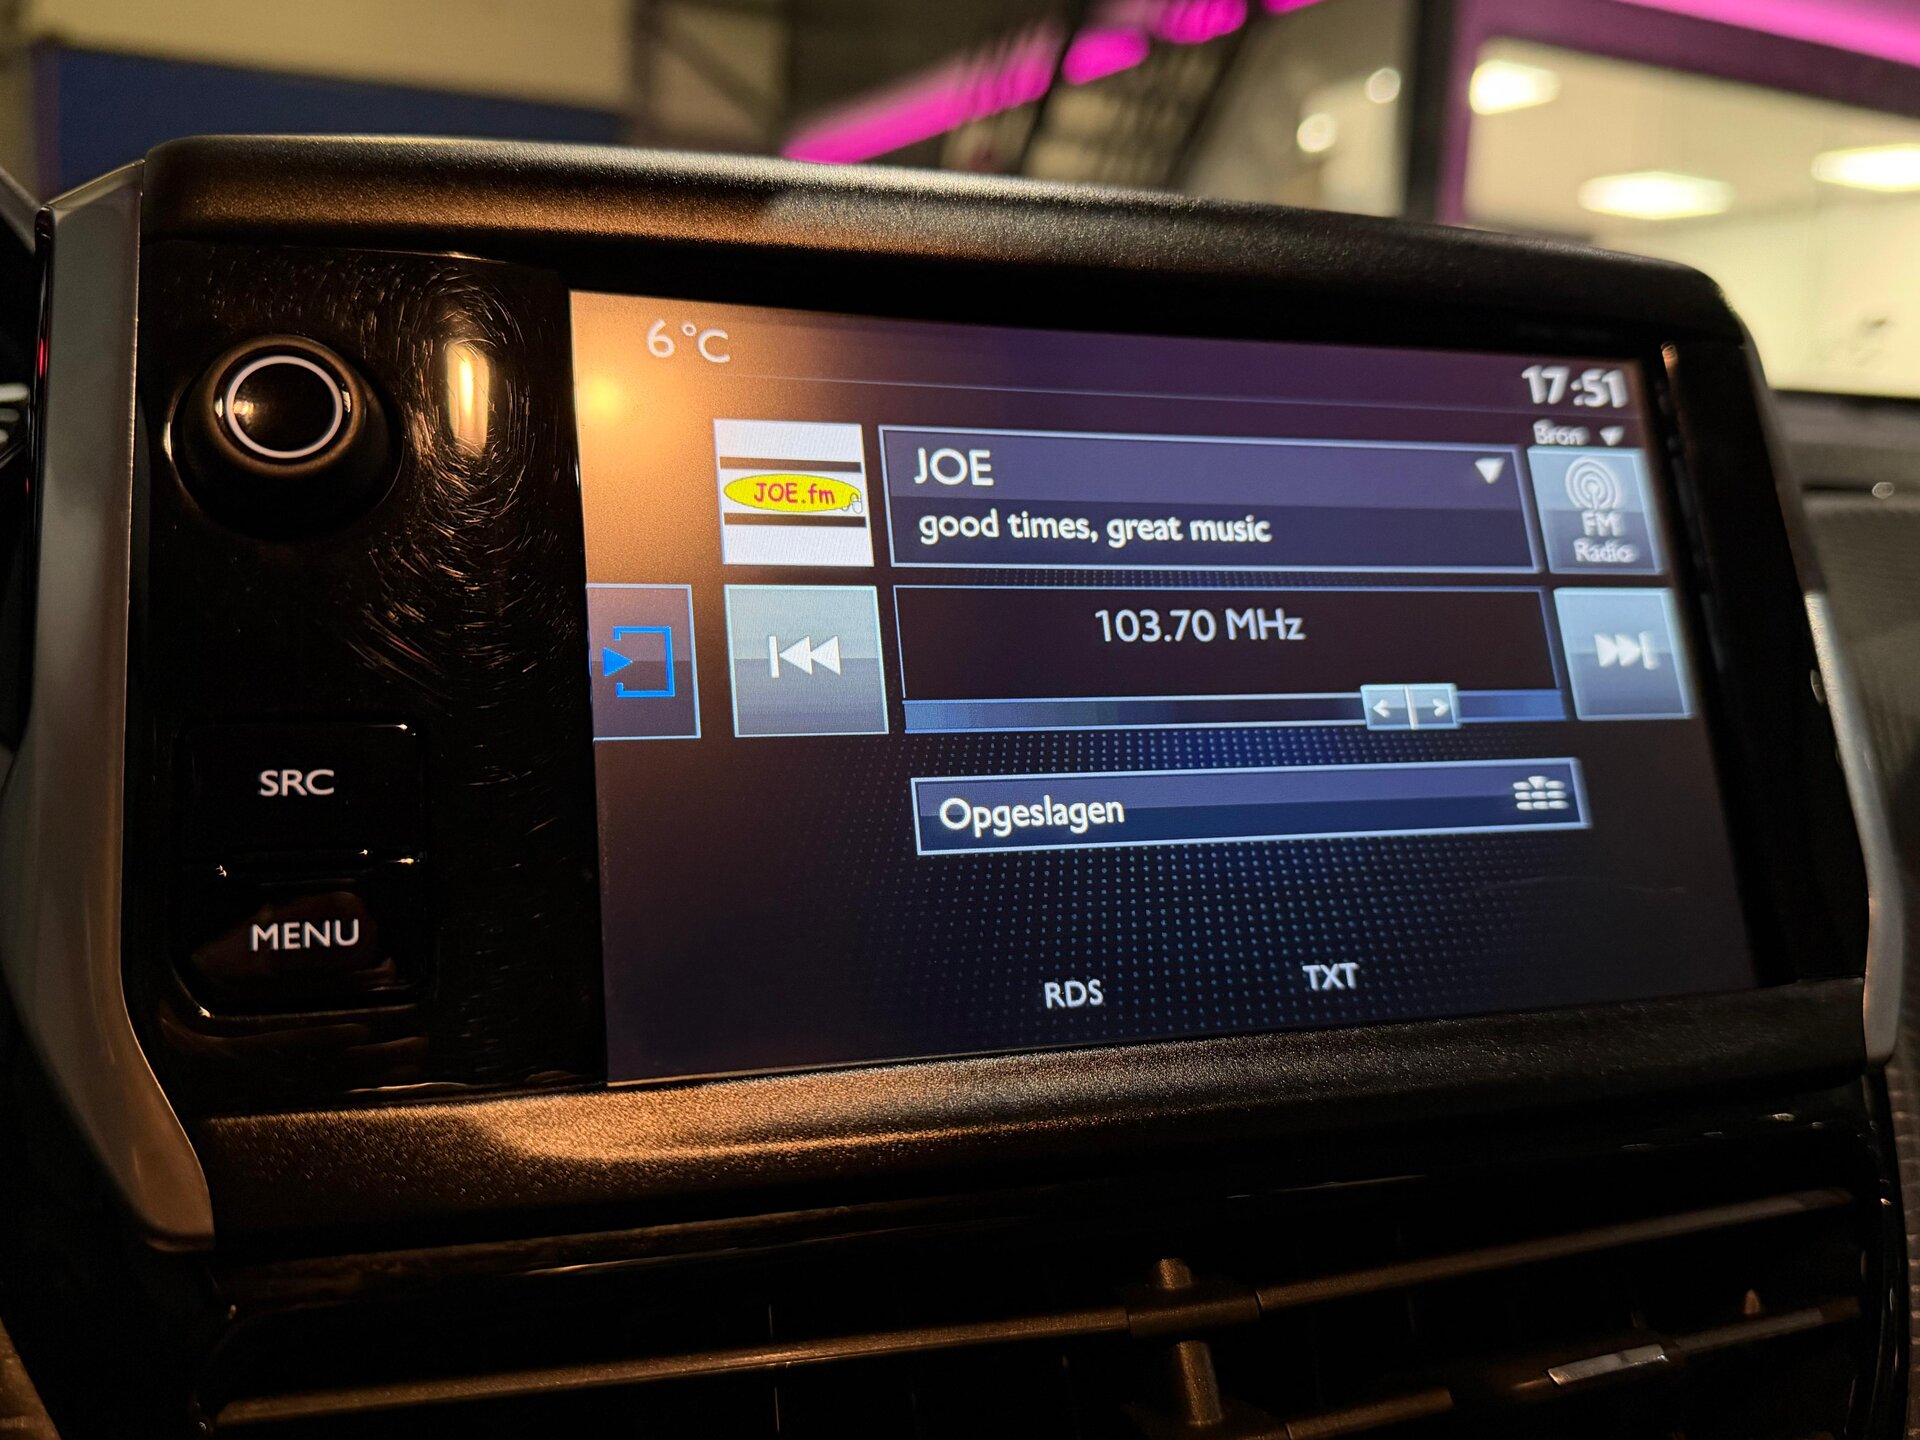 6°C
17:51
Bron
JOE.fm
JOE
good times, great music
FM
Radio
103.70 MHz
SRC
Opgeslagen
MENU
RDS
TXT